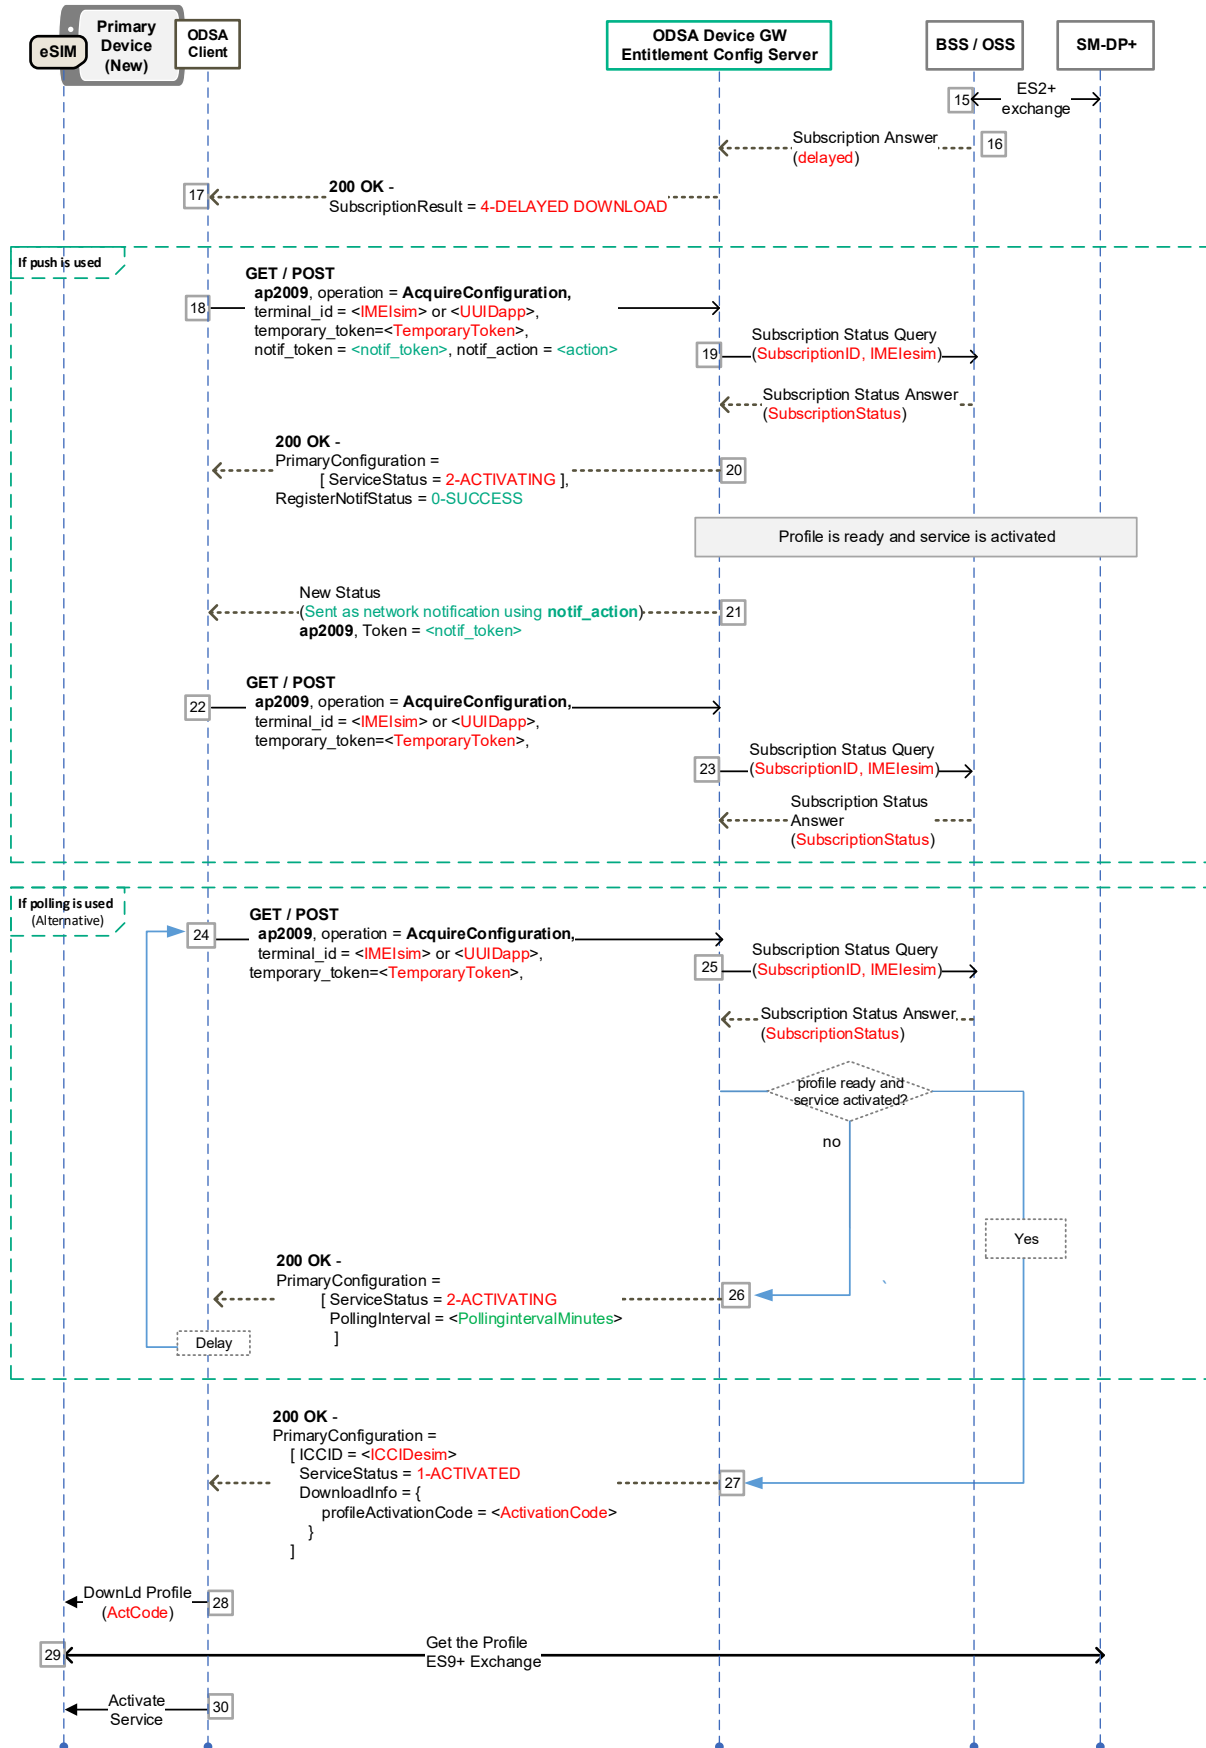 Primary
Device
(New)
eSIM
ODSA
Client
ODSA Device GW
Entitlement Config Server
BSS / OSS
SM-DP+
15
ES2+
exchange
Subscription Answer
(delayed)
16
17
200 OK -
SubscriptionResult = 4-DELAYED DOWNLOAD
If push is used
GET / POST
ap2009, operation = AcquireConfiguration,
18
terminal_id = <IMEIsim> or <UUIDapp>,
temporary_token=<TemporaryToken>,
notif_token = <notif_token>, notif_action = <action>
Subscription Status Query
19
(SubscriptionID, IMEIesim)
Subscription Status Answer
(SubscriptionStatus)
200 OK -
PrimaryConfiguration =
[ ServiceStatus = 2-ACTIVATING ],
RegisterNotifStatus = 0-SUCCESS
20
Profile is ready and service is activated
New Status
(Sent as network notification using notif_action)
ap2009, Token = <notif_token>
21
GET / POST
22
ap2009, operation = AcquireConfiguration,
terminal_id = <IMEIsim> or <UUIDapp>,
temporary_token=<TemporaryToken>,
Subscription Status Query
23
(SubscriptionID, IMEIesim)
Subscription Status
Answer
(SubscriptionStatus)
If polling is used
(Alternative)
GET / POST
24
ap2009, operation = AcquireConfiguration,
terminal_id = <IMEIsim> or <UUIDapp>,
temporary_token=<TemporaryToken>,
Subscription Status Query
25
(SubscriptionID, IMEIesim)
Subscription Status Answer
(SubscriptionStatus)
profile ready and
service activated?
no
Yes
200 OK -
PrimaryConfiguration =
[ ServiceStatus = 2-ACTIVATING
PollingInterval = <PollingintervalMinutes>
]
26
`
Delay
200 OK -
PrimaryConfiguration =
[ ICCID = <ICCIDesim>
ServiceStatus = 1-ACTIVATED
DownloadInfo = {
profileActivationCode = <ActivationCode>
}
]
27
DownLd Profile
(ActCode)
28
29
Get the Profile
ES9+ Exchange
Activate
Service
30